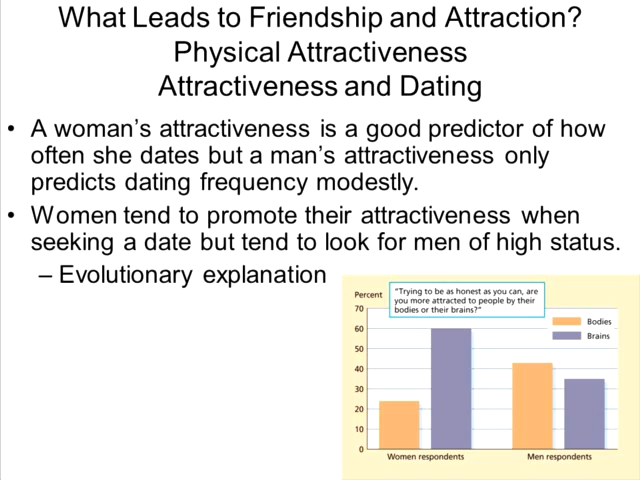 What Leads to Friendship and Attraction?
Physical Attractiveness
Attractiveness and Dating
• A woman’s attractiveness is a good predictor of how
often she dates but a man’s attractiveness only
predicts dating frequency modestly.
• Women tend to promote their attractiveness when
seeking a date but tend to look for men of high status.
– Evolutionary explanation
Percent
"Trying to be as honest as you can, are
you more attracted to people by their
bodies or their brains?"
Bodies
Brains
70
60
50
40
30
20
10
0
Women respondents
Men respondents